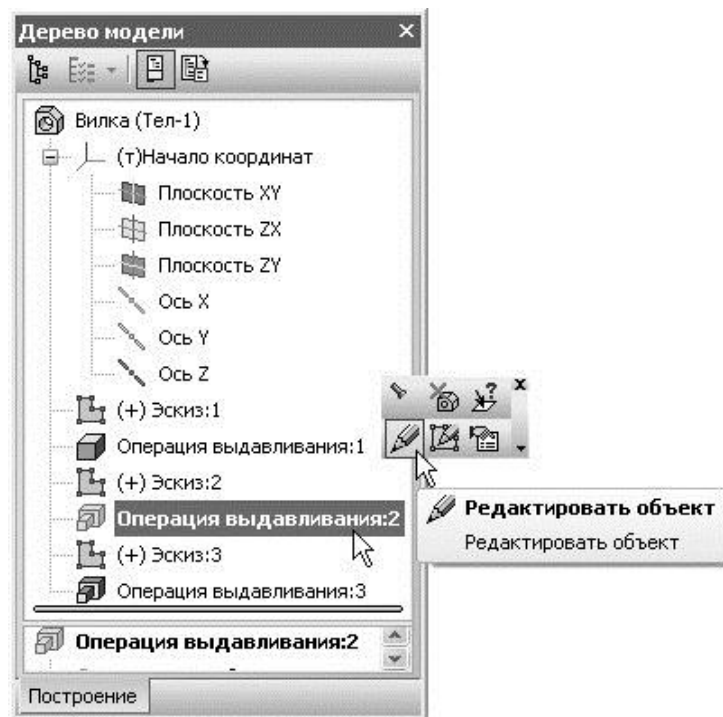 Дерево модели
Вилка (Тел-1)
(т)Начало координат
Плоскость XY
Плоскость ZX
Плоскость ZY
Ось X
Ось Y
Ось Z
(+) Эскиз:1
Операция выдавливания:1
(+) Эскиз:2
Операция выдавливания:2
Редактировать объект
Редактировать объект
(+) Эскиз:3
Операция выдавливания:3
Операция выдавливания:2
Построение